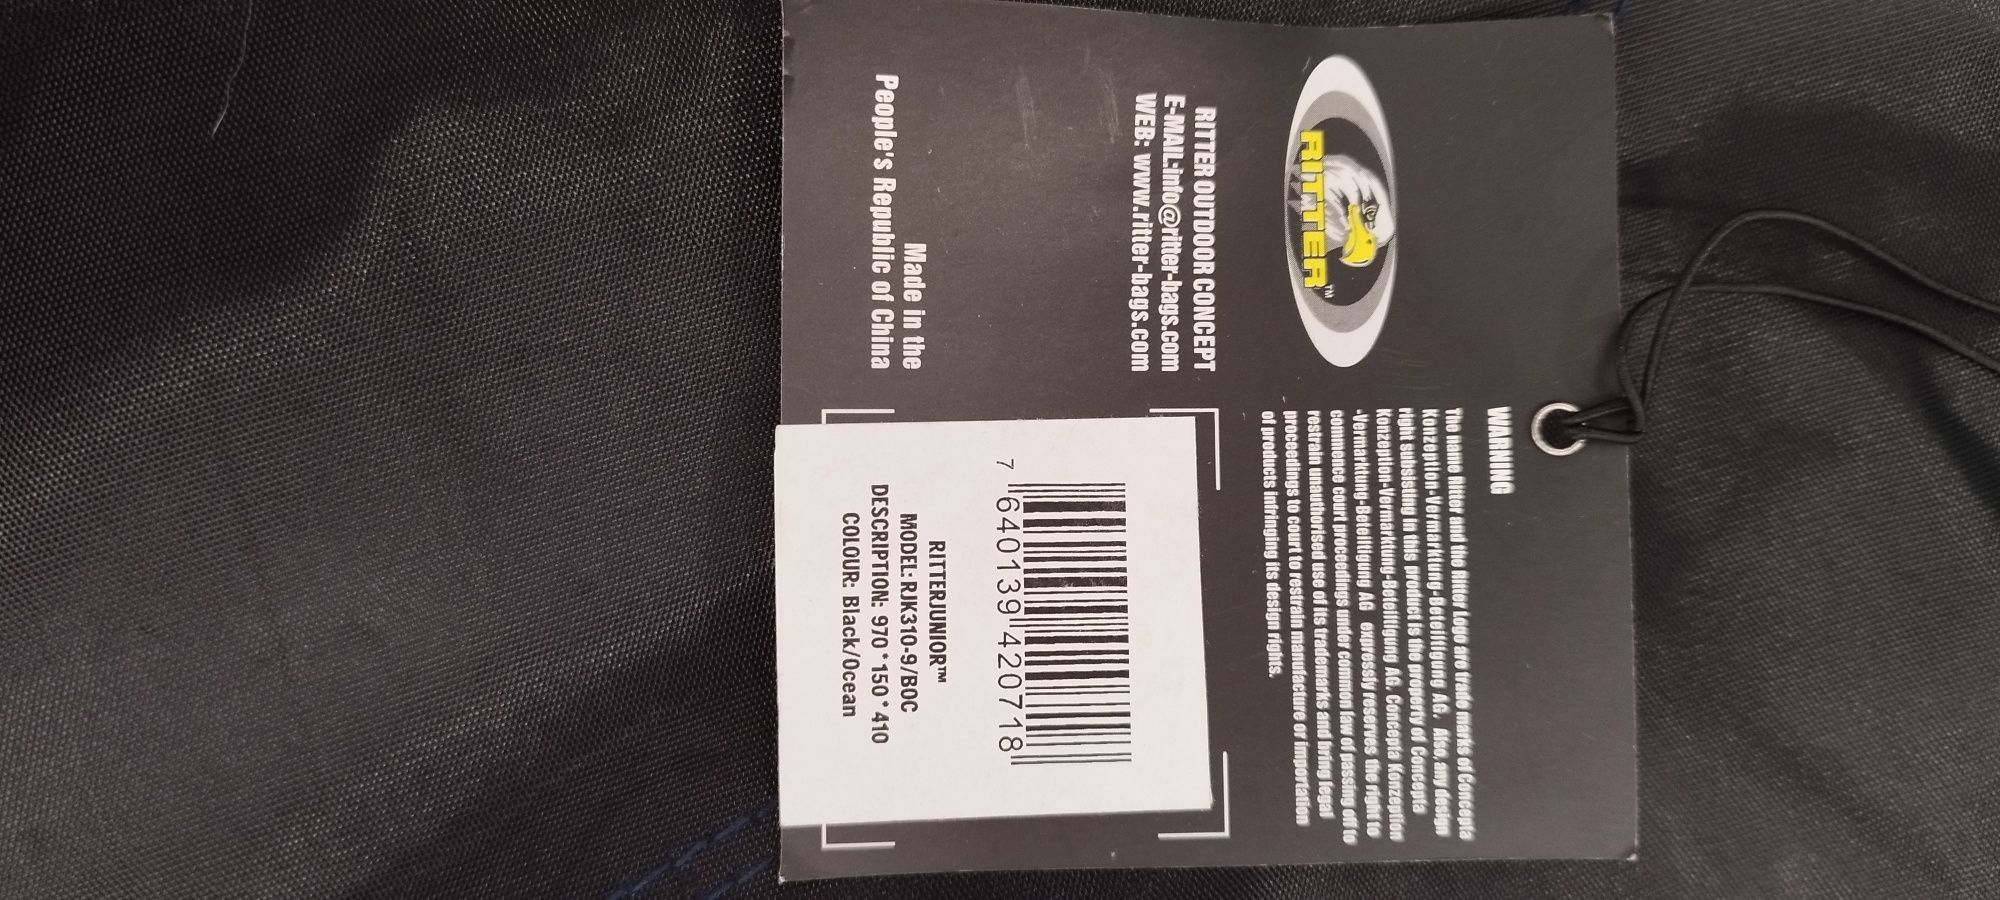 WARNING
The name Ritter and the Ritter Logo are trade marks of Concepta
Konzeption-Vermarktung-Beteiffgung AG. Also, any design
right subsisting in this product is the property of Concepta
Konzeption-Vermarktung-Beteiffigung AG. Concepta Konzeption
-Vermarktung-Beteiffigung AG expressly reserves the right to
commence court proceedings under common law of passing off to
restrain unauthorised use of its trademarks and living legal
proceedings to court to restrain manufacture or importation
of products infringing its design rights.
RITTER™
RITTER OUTDOOR CONCEPT
E-MAIL:info@ritter-bags.com
WEB: www.ritter-bags.com
Made in the
People's Republic of China
7 640139 420718
RITTERJUNIOR™
MODEL: RJK310-9/BOC
DESCRIPTION: 970*150*410
COLOUR: Black/Ocean